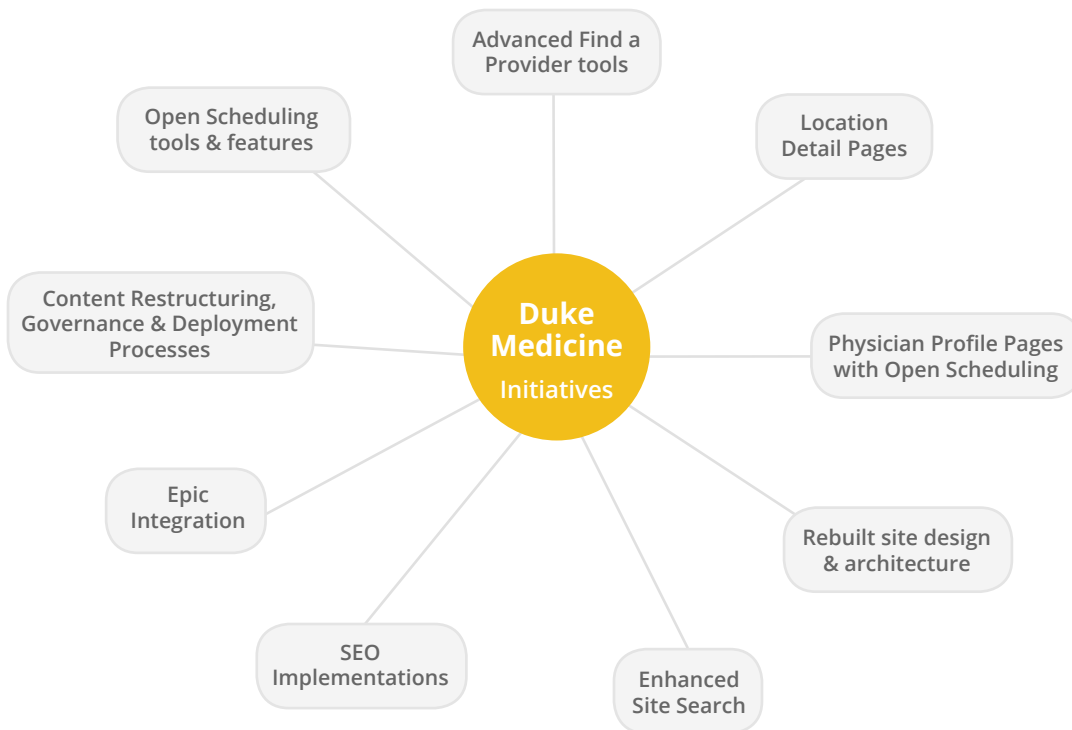 Advanced Find a
Provider tools
Open Scheduling
tools & features
Location
Detail Pages
Content Restructuring,
Governance & Deployment
Processes
Duke
Medicine
Initiatives
Physician Profile Pages
with Open Scheduling
Epic
Integration
Rebuilt site design
& architecture
SEO
Implementations
Enhanced
Site Search